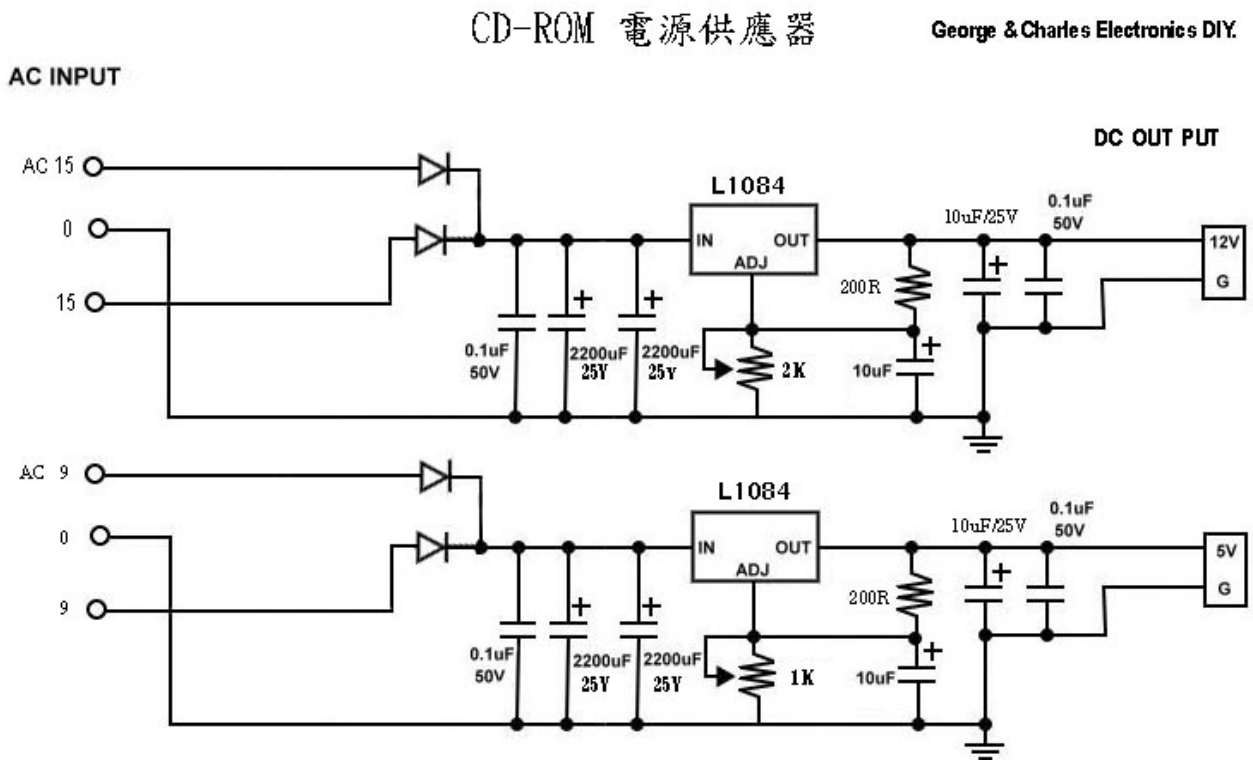 CD-ROM 電源供應器
George & Charles Electronics DIY.
AC INPUT
DC OUT PUT
AC 15
0
15
L1084
IN
OUT
ADJ
10uF/25V
0.1uF
50V
12V
G
200R
0.1uF
50V
2200uF
25V
2200uF
25v
2K
10uF
AC 9
0
9
L1084
IN
OUT
ADJ
10uF/25V
0.1uF
50V
5V
G
200R
0.1uF
50V
2200uF
25V
2200uF
25V
1K
10uF